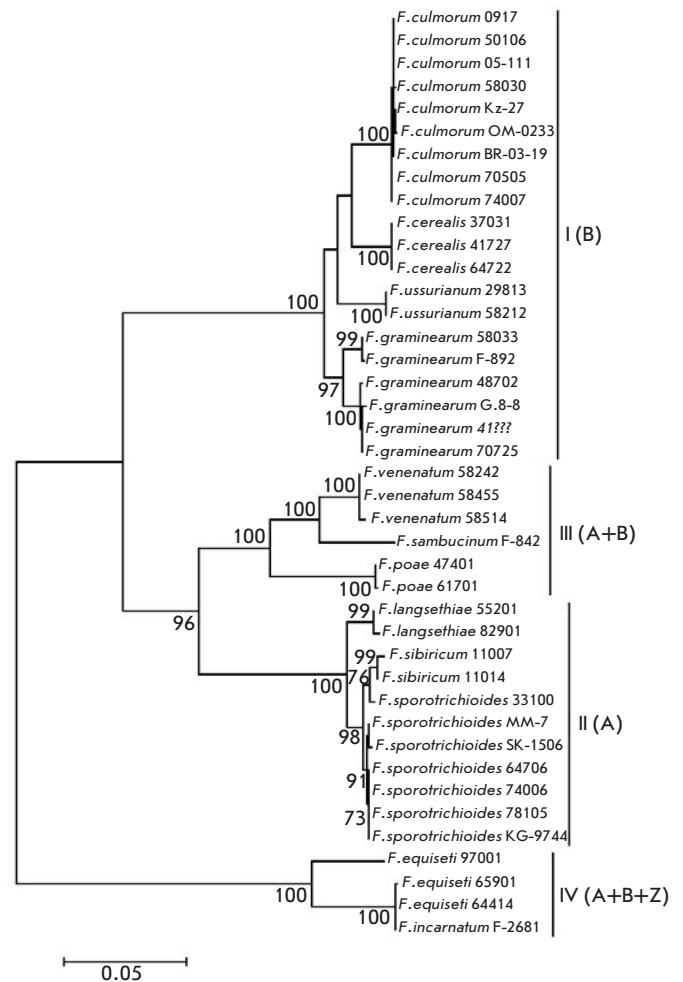 F.culmorum 0917
F.culmorum 50106
F.culmorum 05-111
F.culmorum 58030
F.culmorum Kz-27
100 F.culmorum OM-0233
F.culmorum BR-03-19
F.culmorum 70505
F.culmorum 74007
F.cerealis 37031
I (B)
F.cerealis 41727
100 F.cerealis 64722
F.ussurianum 29813
100
100 F.ussurianum 58212
99 F.graminearum 58033
F.graminearum F-892
97 F.graminearum 48702
F.graminearum G.8-8
100
F.graminearum 41???
F.graminearum 70725
F.venenatum 58242
100 F.venenatum 58455
100 F.venenatum 58514
100
III (A+B)
F.sambucinum F-842
F.poae 47401
100 F.poae 61701
96
99 F.langsethiae 55201
F.langsethiae 82901
99 F.sibiricum 11007
100 76 F.sibiricum 11014
F.sporotrichioides 33100
F.sporotrichioides MM-7
II (A)
98
F.sporotrichioides SK-1506
F.sporotrichioides 64706
91
F.sporotrichioides 74006
73 F.sporotrichioides 78105
F.sporotrichioides KG-9744
F.equiseti 97001
100 F.equiseti 65901
IV (A+B+Z)
F.equiseti 64414
100 F.incarnatum F-2681
0.05